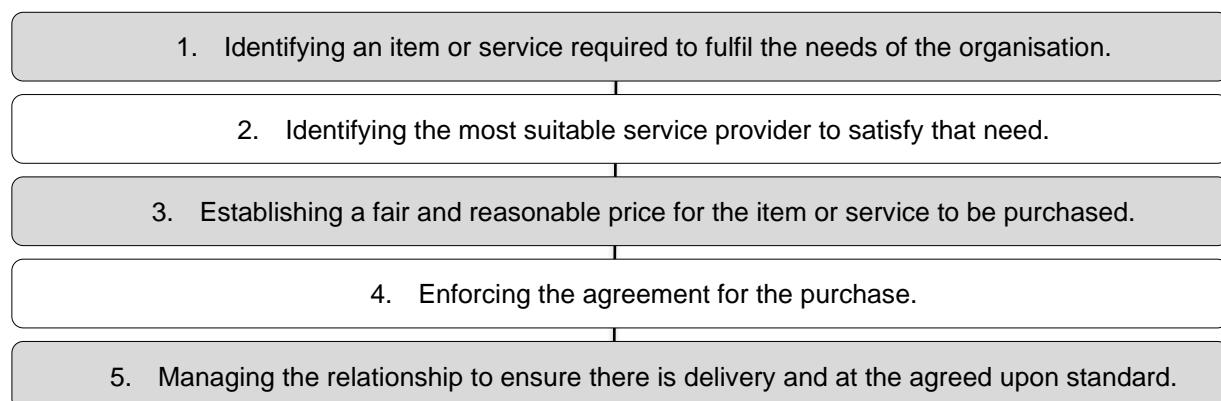 1. Identifying an item or service required to fulfil the needs of the organisation.
2. Identifying the most suitable service provider to satisfy that need.
3. Establishing a fair and reasonable price for the item or service to be purchased.
4. Enforcing the agreement for the purchase.
5. Managing the relationship to ensure there is delivery and at the agreed upon standard.